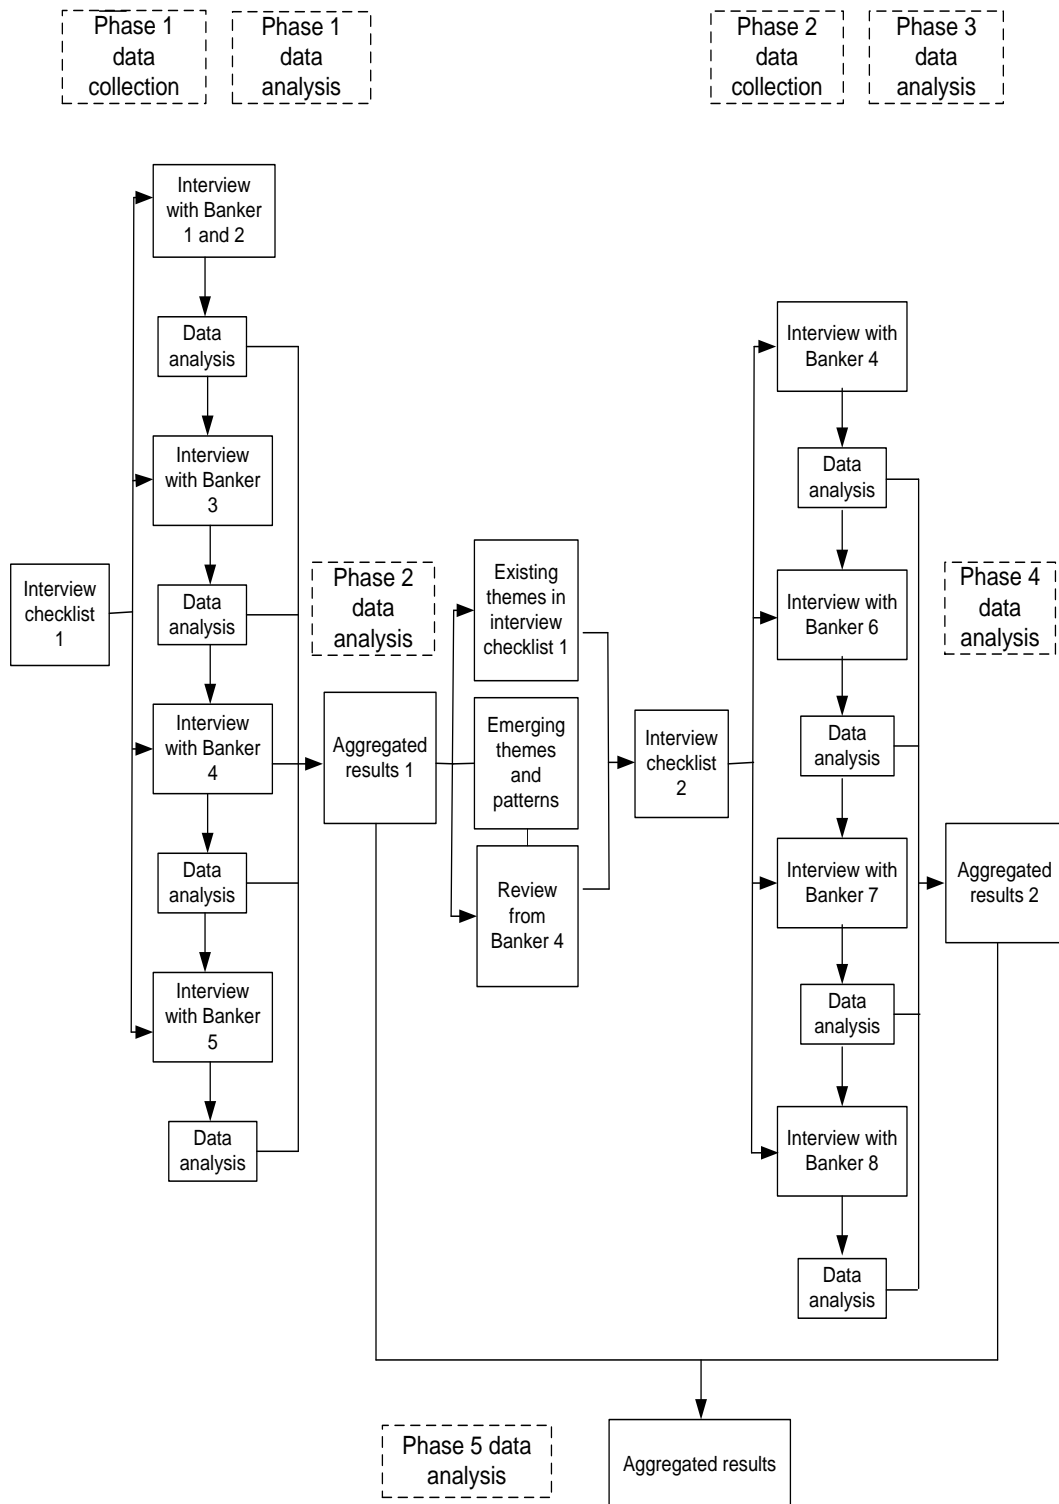 Phase 1
data
collection
Phase 1
data
analysis
Phase 2
data
collection
Phase 3
data
analysis
Interview
with Banker
1 and 2
Data
analysis
Interview
with Banker
3
Data
analysis
Interview
checklist
1
Interview
with Banker
4
Data
analysis
Interview
with Banker
5
Data
analysis
Phase 2
data
analysis
Aggregated
results 1
Existing
themes in
interview
checklist 1
Emerging
themes
and
patterns
Review
from
Banker 4
Interview
checklist
2
Interview with
Banker 4
Data
analysis
Interview with
Banker 6
Data
analysis
Interview with
Banker 7
Data
analysis
Interview with
Banker 8
Data
analysis
Phase 4
data
analysis
Aggregated
results 2
Phase 5 data
analysis
Aggregated results